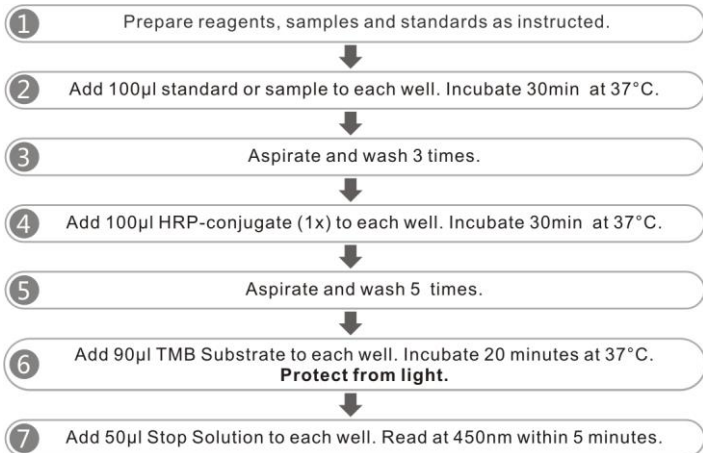 1 Prepare reagents, samples and standards as instructed.
2 Add 100μl standard or sample to each well. Incubate 30min at 37°C.
3 Aspirate and wash 3 times.
4 Add 100μl HRP-conjugate (1x) to each well. Incubate 30min at 37°C.
5 Aspirate and wash 5 times.
6 Add 90μl TMB Substrate to each well. Incubate 20 minutes at 37°C.
Protect from light.
7 Add 50μl Stop Solution to each well. Read at 450nm within 5 minutes.